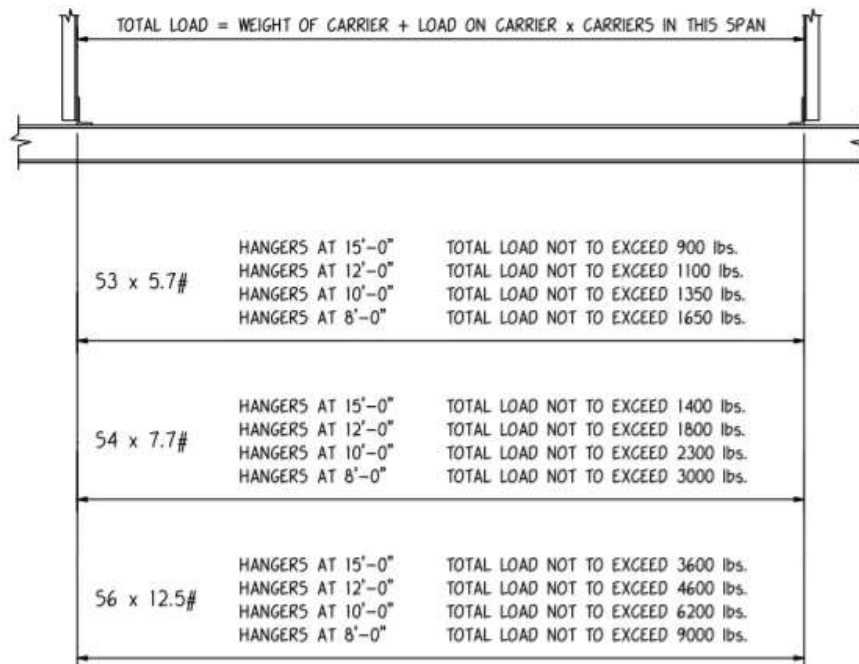 TOTAL LOAD = WEIGHT OF CARRIER + LOAD ON CARRIER x CARRIERS IN THIS SPAN
S3 x 5.7#
HANGERS AT 15'-0" TOTAL LOAD NOT TO EXCEED 900 lbs.
HANGERS AT 12'-0" TOTAL LOAD NOT TO EXCEED 1100 lbs.
HANGERS AT 10'-0" TOTAL LOAD NOT TO EXCEED 1350 lbs.
HANGERS AT 8'-0" TOTAL LOAD NOT TO EXCEED 1650 lbs.
S4 x 7.7#
HANGERS AT 15'-0" TOTAL LOAD NOT TO EXCEED 1400 lbs.
HANGERS AT 12'-0" TOTAL LOAD NOT TO EXCEED 1800 lbs.
HANGERS AT 10'-0" TOTAL LOAD NOT TO EXCEED 2300 lbs.
HANGERS AT 8'-0" TOTAL LOAD NOT TO EXCEED 3000 lbs.
S6 x 12.5#
HANGERS AT 15'-0" TOTAL LOAD NOT TO EXCEED 3600 lbs.
HANGERS AT 12'-0" TOTAL LOAD NOT TO EXCEED 4600 lbs.
HANGERS AT 10'-0" TOTAL LOAD NOT TO EXCEED 6200 lbs.
HANGERS AT 8'-0" TOTAL LOAD NOT TO EXCEED 9000 lbs.